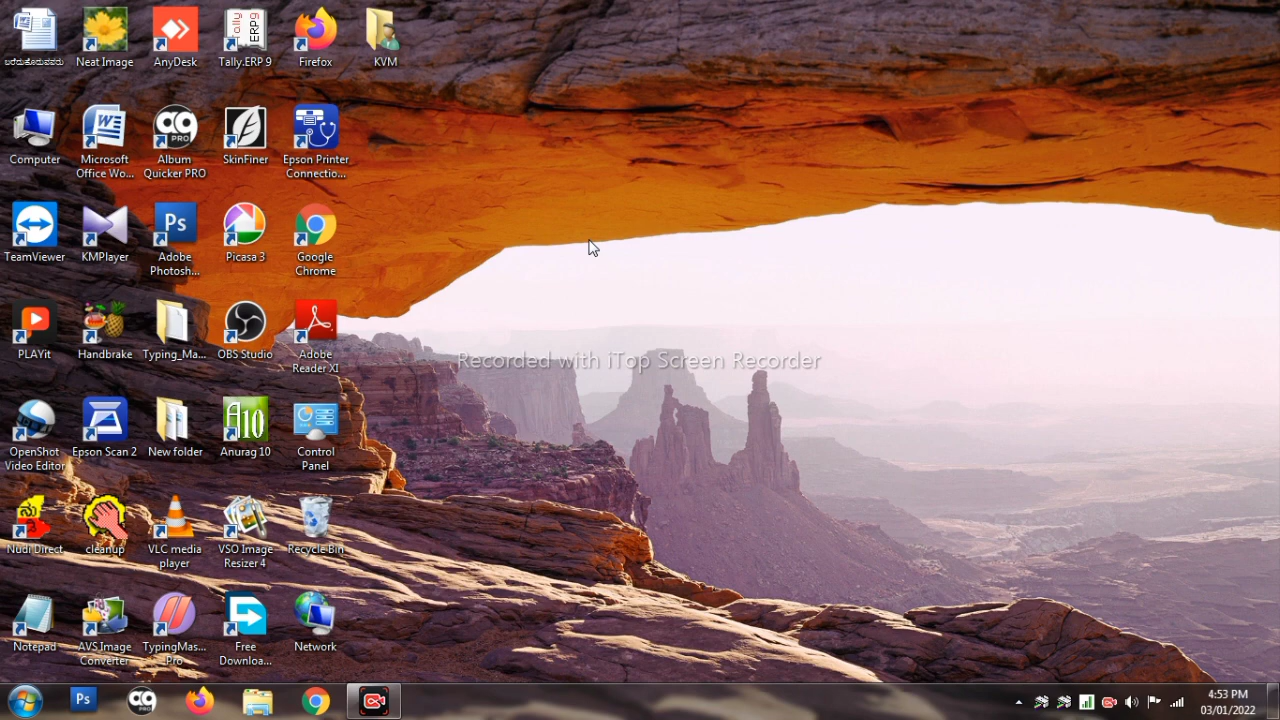 ಬರೆದುಕೊಡುವವರು
Neat Image
AnyDesk
Tally.ERP 9
Firefox
KVM
Computer
Microsoft
Office Wo...
Album
Quicker PRO
SkinFiner
Epson Printer
Connectio...
TeamViewer
KMPlayer
Adobe
Photosh...
Picasa 3
Google
Chrome
PLAYit
Handbrake
Typing_Ma...
OBS Studio
Adobe
Reader XI
Recorded with iTop Screen Recorder
OpenShot
Video Editor
Epson Scan 2
New folder
Anurag 10
Control
Panel
Nudi Direct
cleanup
VLC media
player
VSO Image
Resizer 4
Recycle Bin
Notepad
AVS Image
Converter
TypingMas...
Pro
Free
Downloa...
Network
4:53 PM
03/01/2022